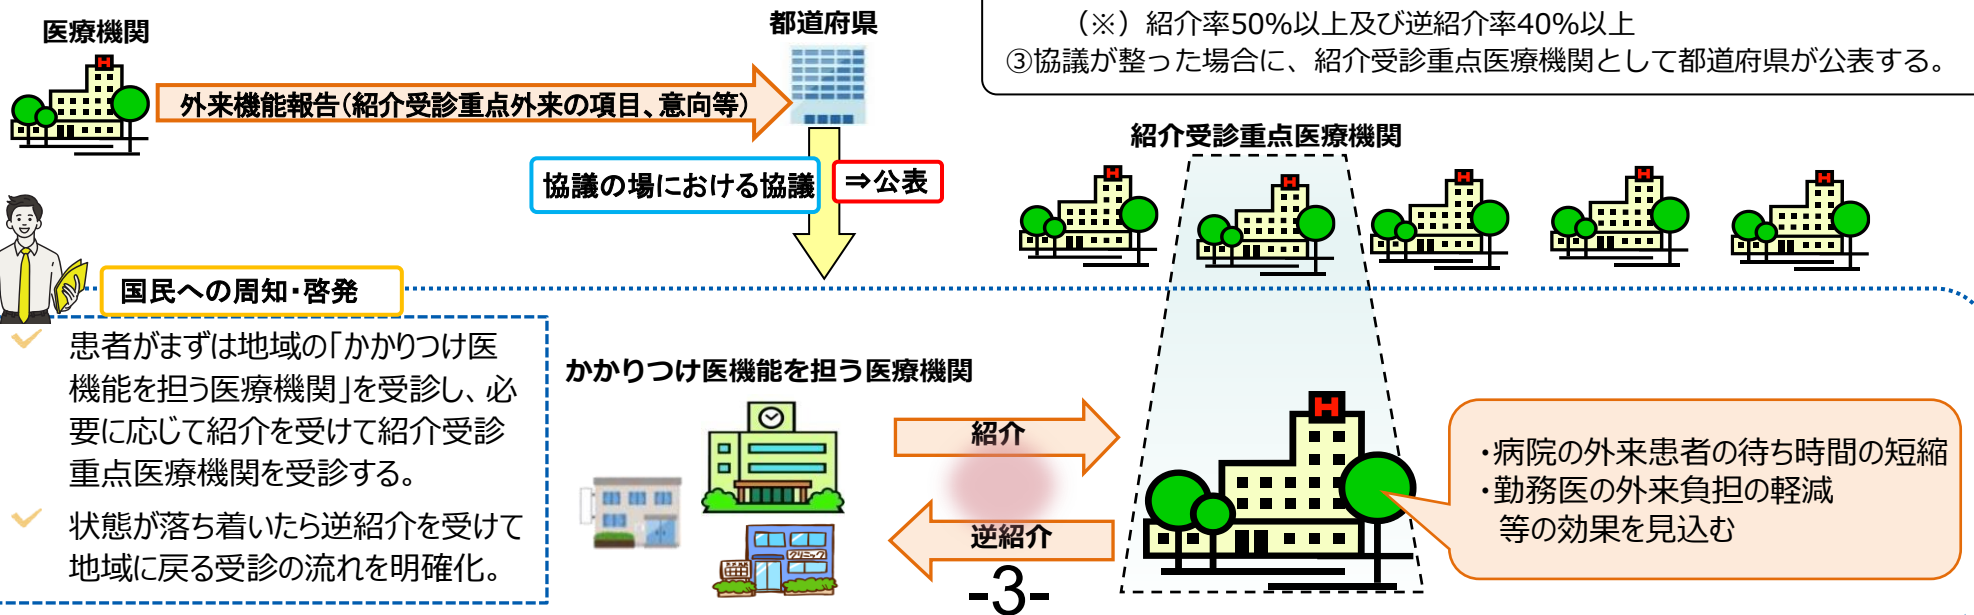 医療機関
外来機能報告(紹介受診重点外来の項目、意向等)
都道府県
(※)紹介率50%以上及び逆紹介率40%以上
③協議が整った場合に、紹介受診重点医療機関として都道府県が公表する。
協議の場における協議
⇒公表
紹介受診重点医療機関
国民への周知・啓発
患者がまずは地域の「かかりつけ医
機能を担う医療機関」を受診し、必
要に応じて紹介を受けて紹介受診
重点医療機関を受診する。
状態が落ち着いたら逆紹介を受けて
地域に戻る受診の流れを明確化。
かかりつけ医機能を担う医療機関
クリニック
紹介
逆紹介
・病院の外来患者の待ち時間の短縮
・勤務医の外来負担の軽減
等の効果を見込む
-3-